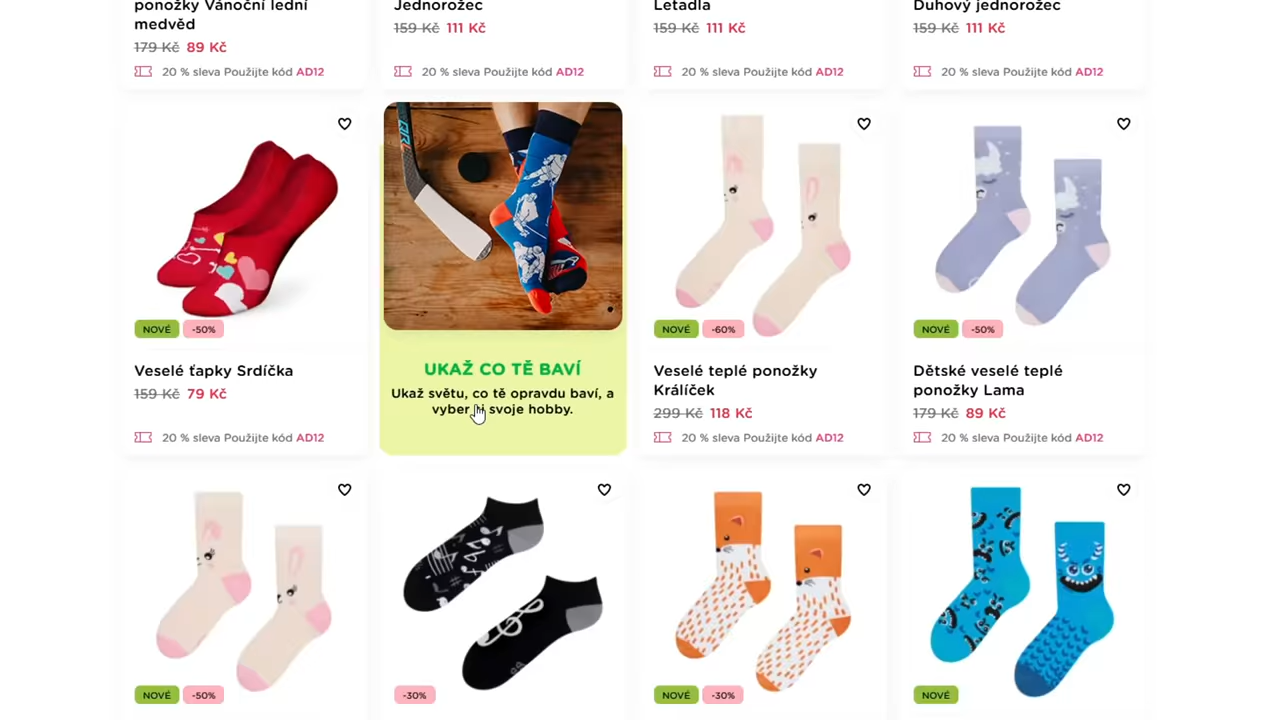 ponožky Vánoční lední
medvěd
179 Kč 89 Kč
20 % sleva Použijte kód AD12
Jednorožec
159 Kč 111 Kč
20 % sleva Použijte kód AD12
Letadla
159 Kč 111 Kč
20 % sleva Použijte kód AD12
Duhový jednorožec
159 Kč 111 Kč
20 % sleva Použijte kód AD12
NOVÉ -50%
Veselé ťapky Srdíčka
159 Kč 79 Kč
20 % sleva Použijte kód AD12
UKAŽ CO TĚ BAVÍ
Ukaž světu, co tě opravdu baví, a
vyber svoje hobby.
NOVÉ -60%
Veselé teplé ponožky
Králíček
299 Kč 118 Kč
20 % sleva Použijte kód AD12
NOVÉ -50%
Dětské veselé teplé
ponožky Lama
179 Kč 89 Kč
20 % sleva Použijte kód AD12
NOVÉ -50%
-30%
NOVÉ -30%
NOVÉ